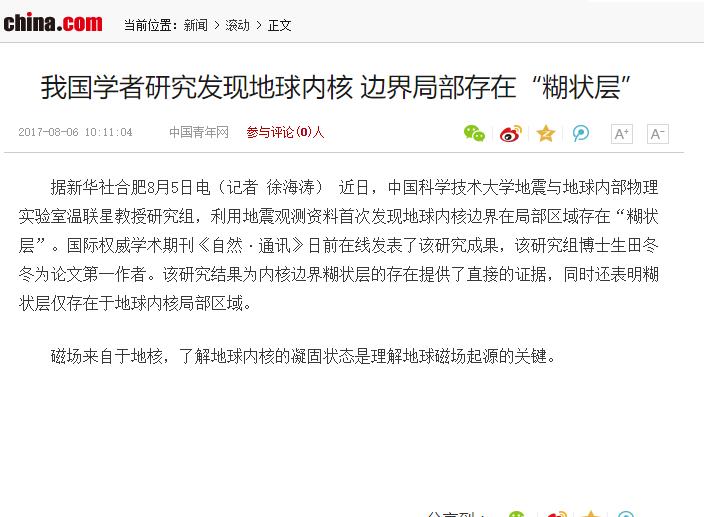 china.com 当前位置：新闻 > 滚动 > 正文
我国学者研究发现地球内核 边界局部存在“糊状层”
2017-08-06 10:11:04 中国青年网 参与评论(0)人 A+ A-
据新华社合肥8月5日电（记者 徐海涛） 近日，中国科学技术大学地震与地球内部物理
实验室温联星教授研究组，利用地震观测资料首次发现地球内核边界在局部区域存在“糊状
层”。国际权威学术期刊《自然·通讯》日前在线发表了该研究成果，该研究组博士生田冬
冬为论文第一作者。该研究结果为内核边界糊状层的存在提供了直接的证据，同时还表明糊
状层仅存在于地球内核局部区域。
磁场来自于地核，了解地球内核的凝固状态是理解地球磁场起源的关键。
分享到：